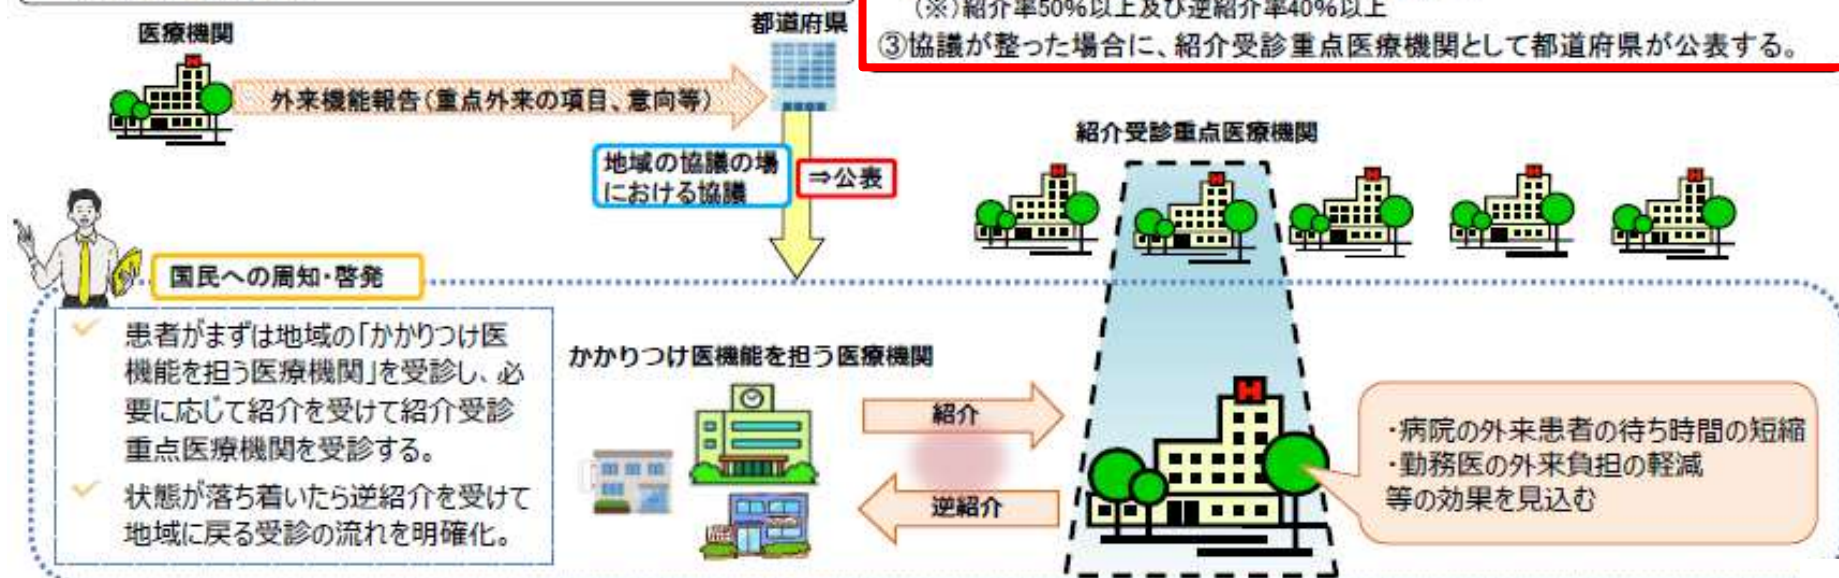 (※)紹介率50%以上及び逆紹介率40%以上
③協議が整った場合に、紹介受診重点医療機関として都道府県が公表する。
医療機関
都道府県
外来機能報告(重点外来の項目、意向等)
地域の協議の場
における協議
⇒公表
紹介受診重点医療機関
国民への周知・啓発
患者がまずは地域の「かかりつけ医
機能を担う医療機関」を受診し、必
要に応じて紹介を受けて紹介受診
重点医療機関を受診する。
状態が落ち着いたら逆紹介を受けて
地域に戻る受診の流れを明確化。
かかりつけ医機能を担う医療機関
紹介
逆紹介
・病院の外来患者の待ち時間の短縮
・勤務医の外来負担の軽減
等の効果を見込む